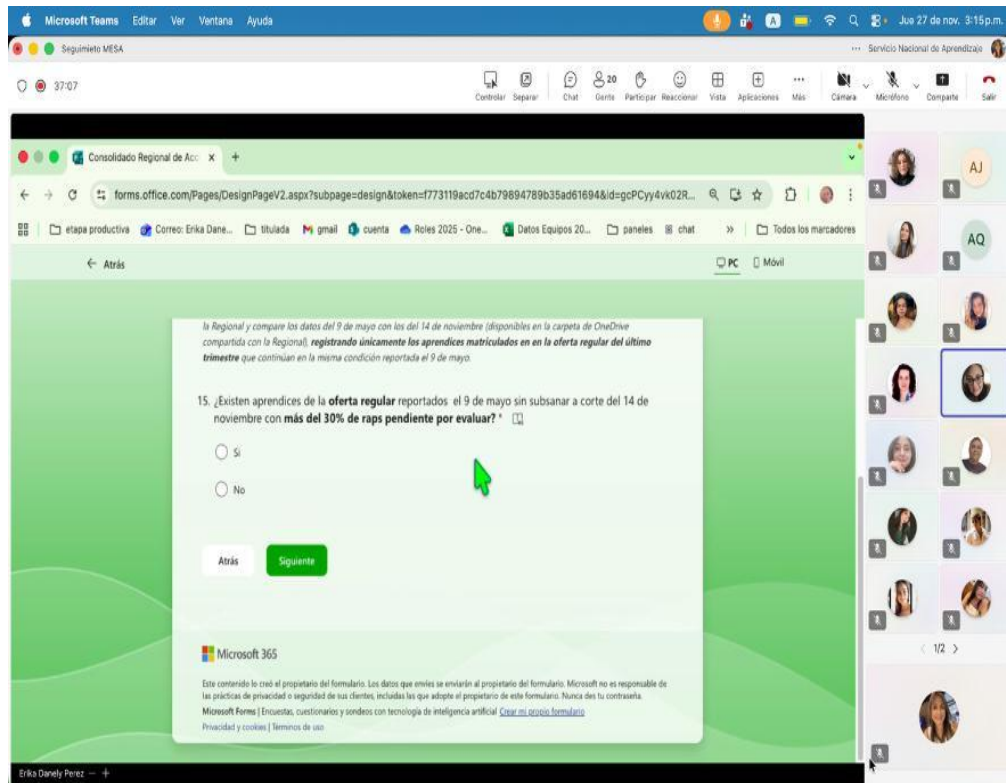 Microsoft Teams Editar Ver Ventana Ayuda
A
Jue 27 de nov. 3:15 p.m.
Seguimieto MESA
Servicio Nacional de Aprendizaje
37:07
Controlar Separar Chat 20 Gente Participar Reaccionar Vista Aplicaciones Más Cámara Micrófono Comparte Salir
Consolidado Regional de Acc
forms.office.com/Pages/DesignPageV2.aspx?subpage=design&token=f773119acd7c4b79894789b35ad61694&id=gcPCyy4vk02R...
etapa productiva Correo: Erika Dane... titulada gmail cuenta Roles 2025 - One... Datos Equipos 20... paneles chat » Todos los marcadores
Atrás
PC Móvil
la Regional y compare los datos del 9 de mayo con los del 14 de noviembre (disponibles en la carpeta de OneDrive
compartida con la Regional), registrando únicamente los aprendices matriculados en en la oferta regular del último
trimestre que continúan en la misma condición reportada el 9 de mayo.
15. ¿Existen aprendices de la oferta regular reportados el 9 de mayo sin subsanar a corte del 14 de
noviembre con más del 30% de raps pendiente por evaluar? *
Si
No
Atrás Siguiente
Microsoft 365
Este contenido lo creó el propietario del formulario. Los datos que envíes se enviarán al propietario del formulario. Microsoft no es responsable de
las prácticas de privacidad o seguridad de sus clientes, incluidas las que adopte el propietario de este formulario. Nunca des tu contraseña.
Microsoft Forms | Encuestas, cuestionarios y sondeos con tecnología de inteligencia artificial Crear mi propio formulario
Privacidad y cookies | Términos de uso
Erika Danely Perez
AJ
AQ
1/2